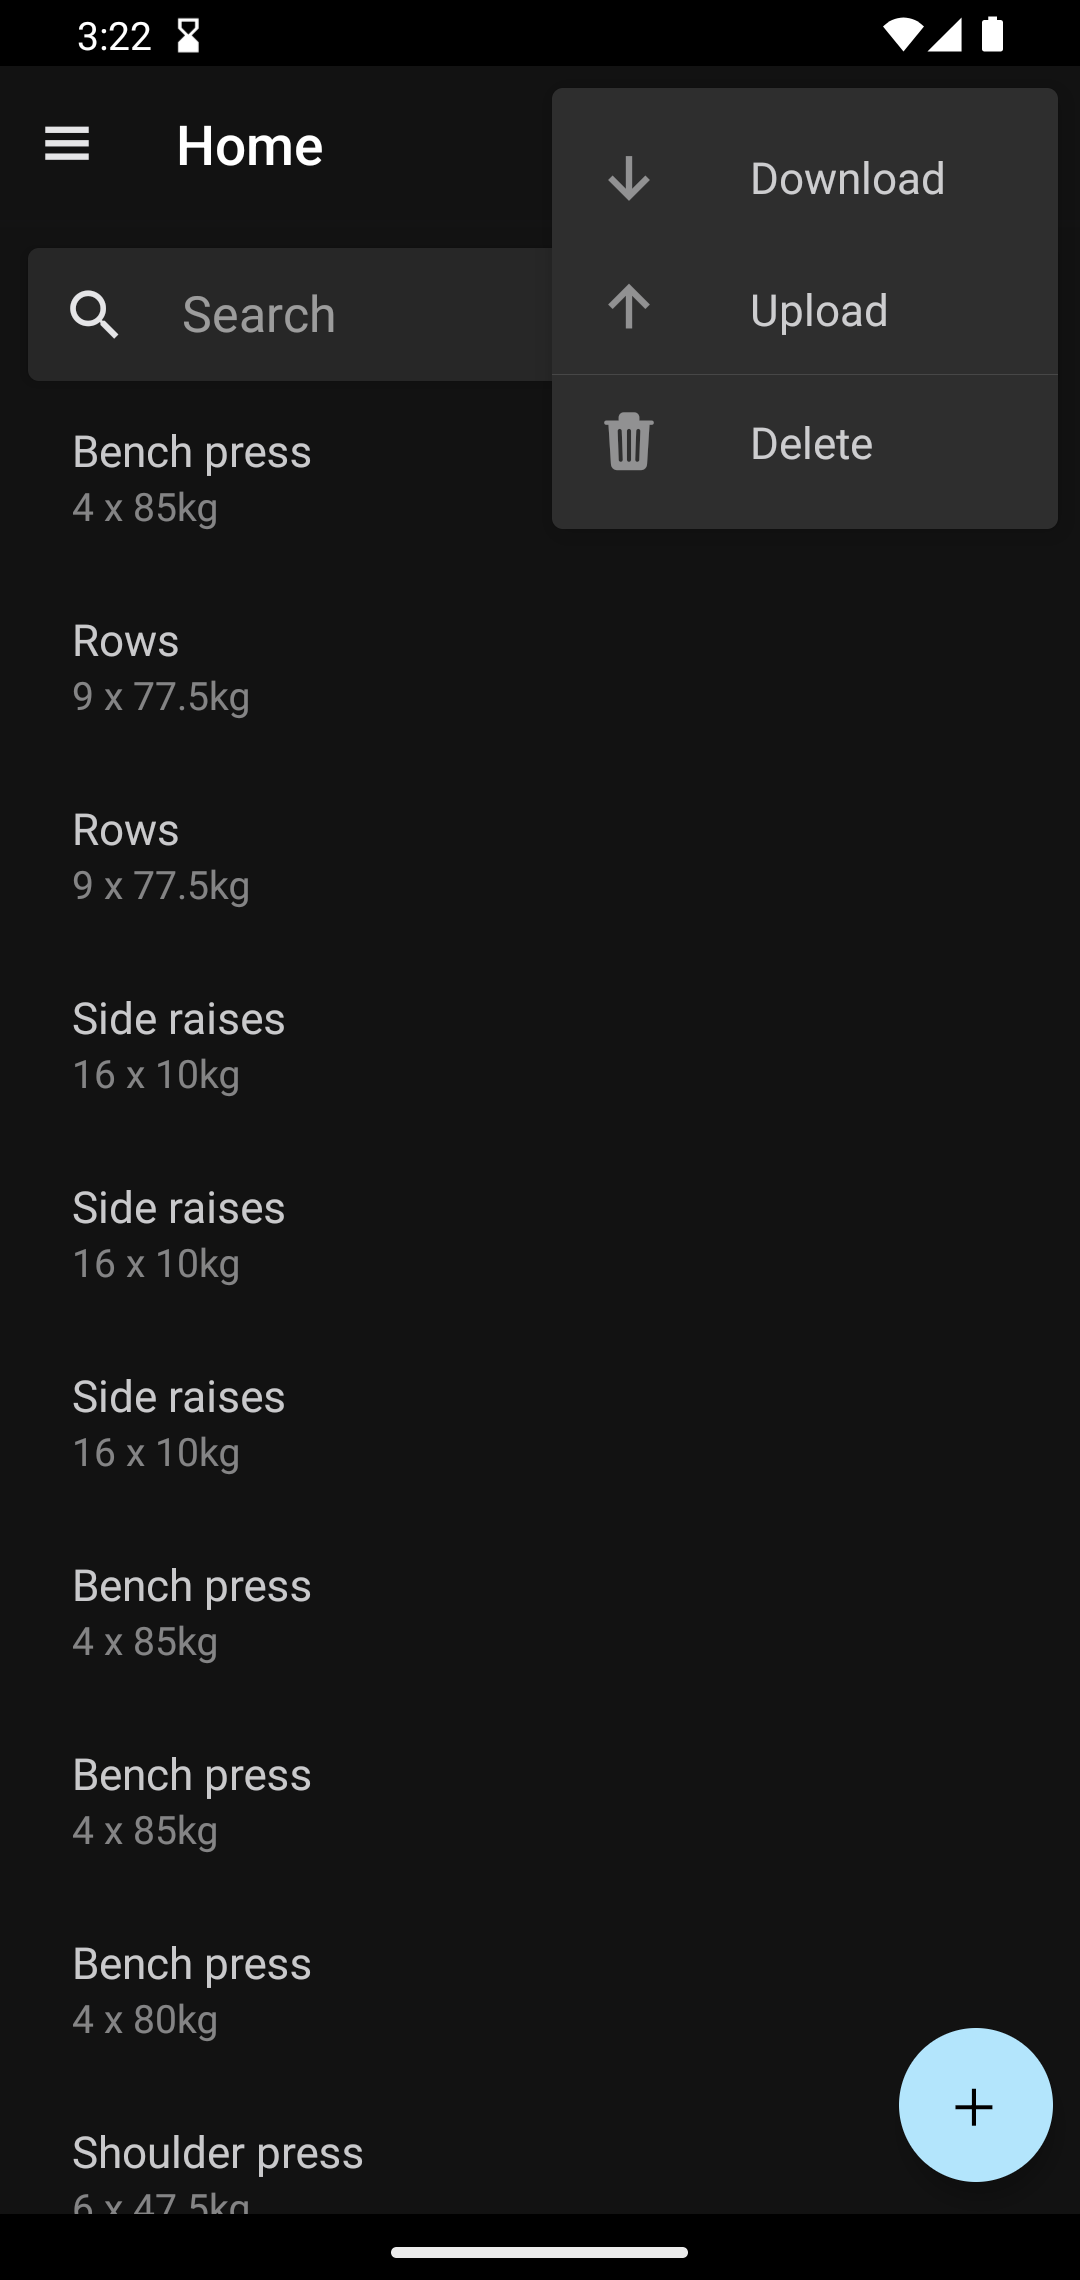 3:22
Home
Download
Upload
Delete
Search
Bench press
4 x 85kg
Rows
9 x 77.5kg
Rows
9 x 77.5kg
Side raises
16 x 10kg
Side raises
16 x 10kg
Side raises
16 x 10kg
Bench press
4 x 85kg
Bench press
4 x 85kg
Bench press
4 x 80kg
Shoulder press
6 x 47.5kg